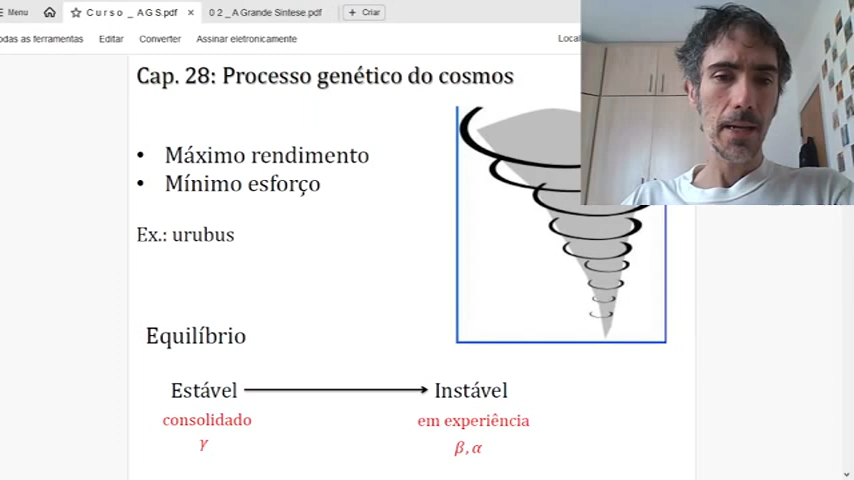 Menu
C u r s o _ A G S.pdf
0 2 _ A Grande Síntese.pdf
+ Criar
odas as ferramentas
Editar
Converter
Assinar eletronicamente
Cap. 28: Processo genético do cosmos
• Máximo rendimento
• Mínimo esforço
Ex.: urubus
Equilíbrio
Estável
Instável
consolidado
em experiência
γ
β, α